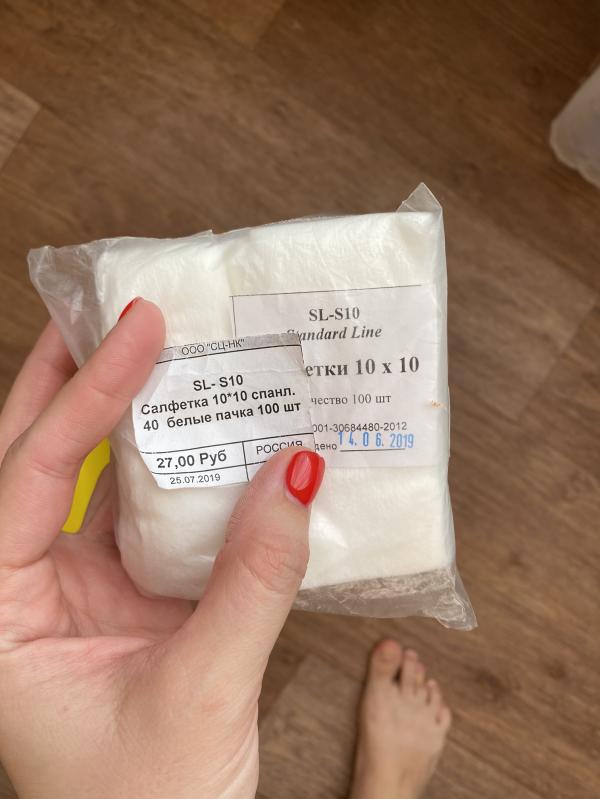 ООО "СЦ-НК"
SL- S10
Салфетка 10*10 спанл.
40 белые пачка 100 шт
27,00 Руб
РОССИЯ
25.07.2019
SL-S10
Standard Line
етки 10 х 10
чество 100 шт
001-30684480-2012
дено 14.06.2019